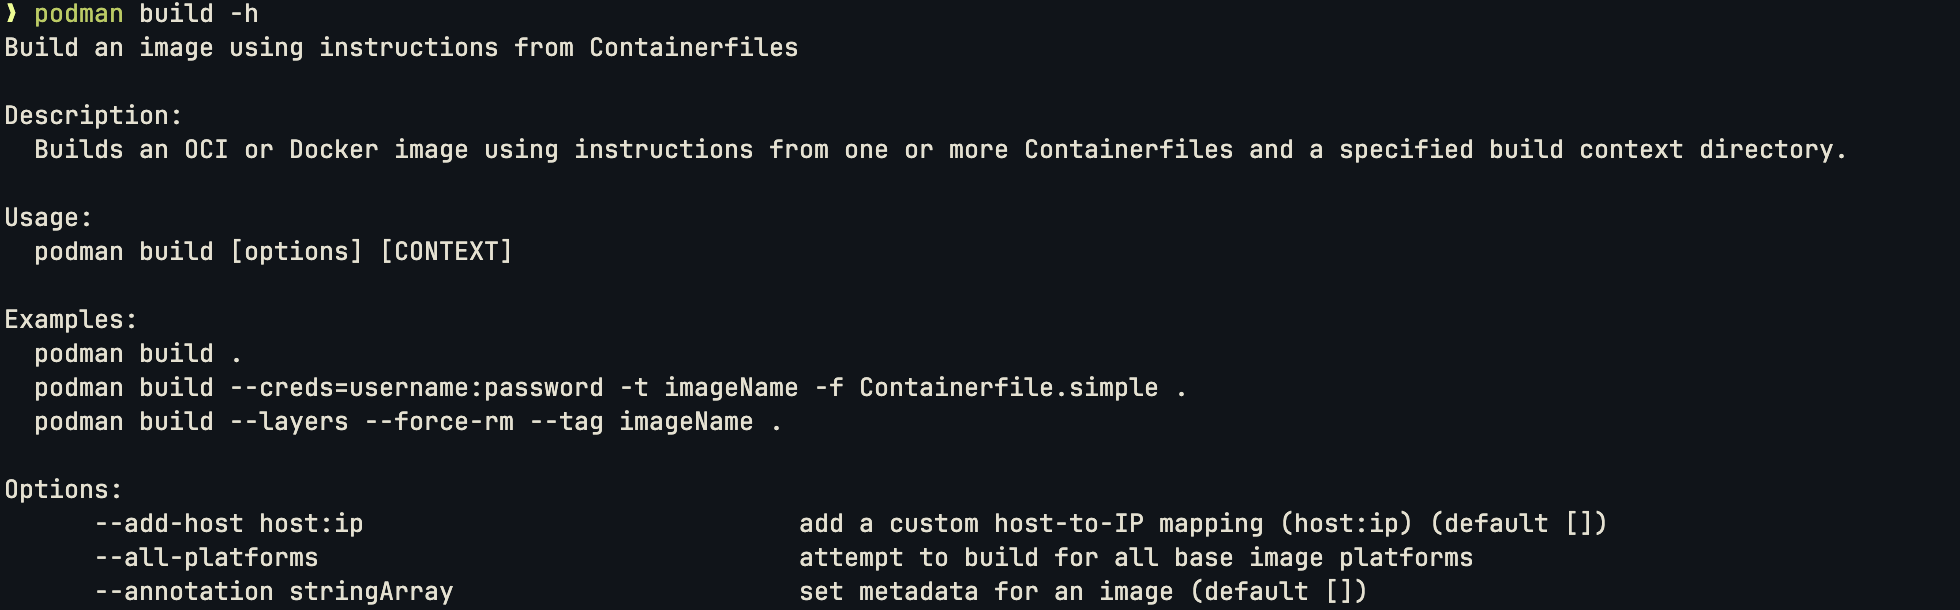 ❱ podman build -h
Build an image using instructions from Containerfiles
Description:
Builds an OCI or Docker image using instructions from one or more Containerfiles and a specified build context directory.
Usage:
podman build [options] [CONTEXT]
Examples:
podman build .
podman build --creds=username:password -t imageName -f Containerfile.simple .
podman build --layers --force-rm --tag imageName .
Options:
--add-host host:ip add a custom host-to-IP mapping (host:ip) (default [])
--all-platforms attempt to build for all base image platforms
--annotation stringArray set metadata for an image (default [])